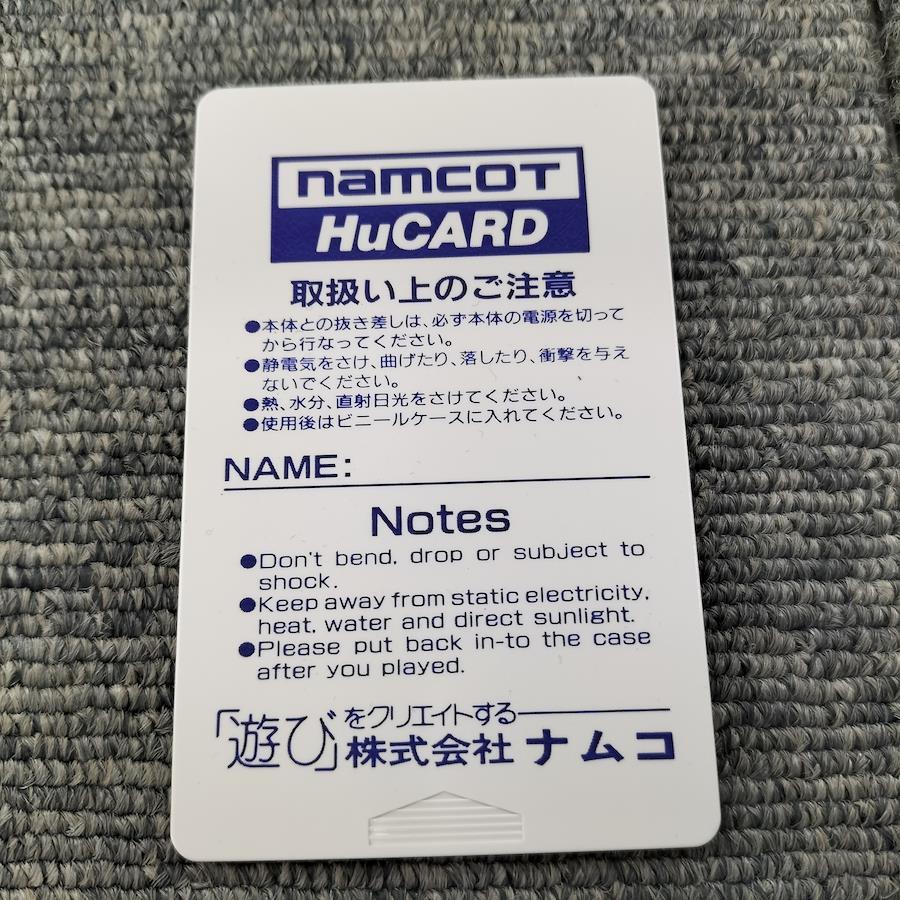 namcoT
HuCARD
取扱い上のご注意
●本体との抜き差しは、必ず本体の電源を切って
から行なってください。
●静電気をさけ、曲げたり、落したり、衝撃を与え
ないでください。
●熱、水分、直射日光をさけてください。
●使用後はビニールケースに入れてください。
NAME:
Notes
●Don't bend, drop or subject to
shock.
●Keep away from static electricity,
heat, water and direct sunlight.
●Please put back in-to the case
after you played.
「遊び」をクリエイトする
株式会社 ナムコ